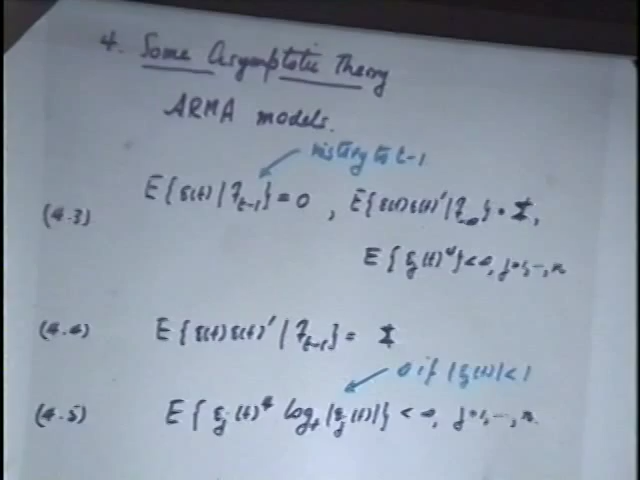 4. Some Asymptotic Theory
ARMA models.
history to t-1
(4.3) E{ε(t) | ℱ_{t-1}} = 0 , E{ε(t)ε(t)' | ℱ_{-∞}} = Σ,
E{ε_j(t)^4} < ∞, j=1,...,n
(4.4) E{ε(t)ε(t)' | ℱ_{t-1}} = Σ
0 if |ε_j(t)| < 1
(4.5) E{ε_j(t)^4 log_+ |ε_j(t)|} < ∞, j=1,...,n.